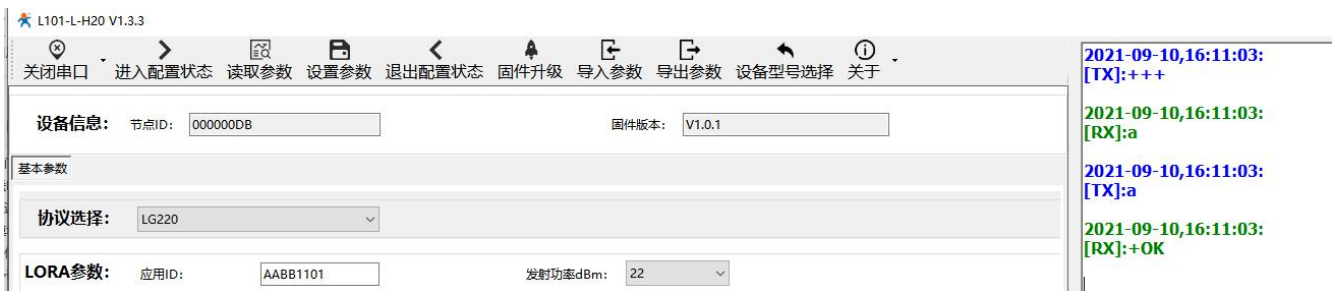 L101-L-H20 V1.3.3
关闭串口 进入配置状态 读取参数 设置参数 退出配置状态 固件升级 导入参数 导出参数 设备型号选择 关于
设备信息： 节点ID： 000000DB 固件版本： V1.0.1
基本参数
协议选择： LG220
LORA参数： 应用ID： AABB1101 发射功率dBm： 22
2021-09-10,16:11:03:
[TX]:+++
2021-09-10,16:11:03:
[RX]:a
2021-09-10,16:11:03:
[TX]:a
2021-09-10,16:11:03:
[RX]:+OK